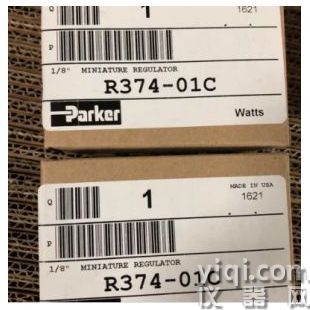 Q
1
1621
P
1/8" MINIATURE REGULATOR
R374-01C
Parker
Watts
Q
1
MADE IN USA
1621
P
1/8" MINIATURE REGULATOR
R374-01C
yiqi.com
仪器网